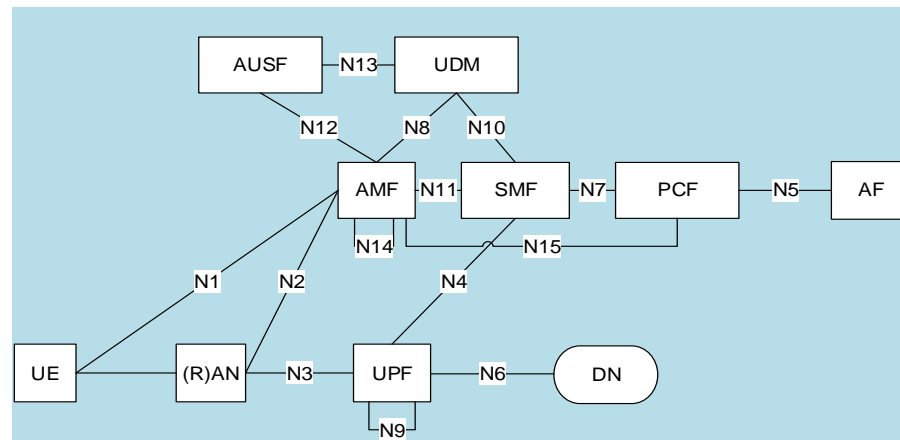 AUSF N13 UDM
N12 N8 N10
AMF N11 SMF N7 PCF N5 AF
N14 N15
N1 N2 N4
UE (R)AN N3 UPF N6 DN
N9